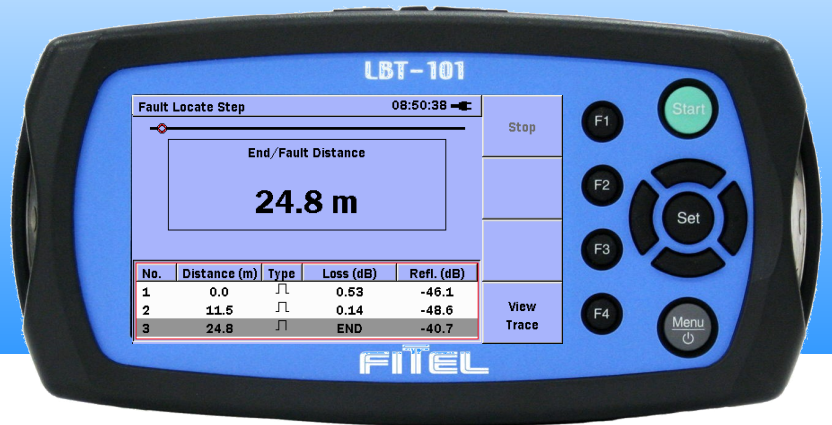 LBT-101
Fault Locate Step 08:50:38
Stop
End/Fault Distance
24.8 m
No. Distance (m) Type Loss (dB) Refl. (dB)
1 0.0 0.53 -46.1
2 11.5 0.14 -48.6
3 24.8 END -40.7
View
Trace
F1
F2
F3
F4
Start
Set
Menu
FITEL